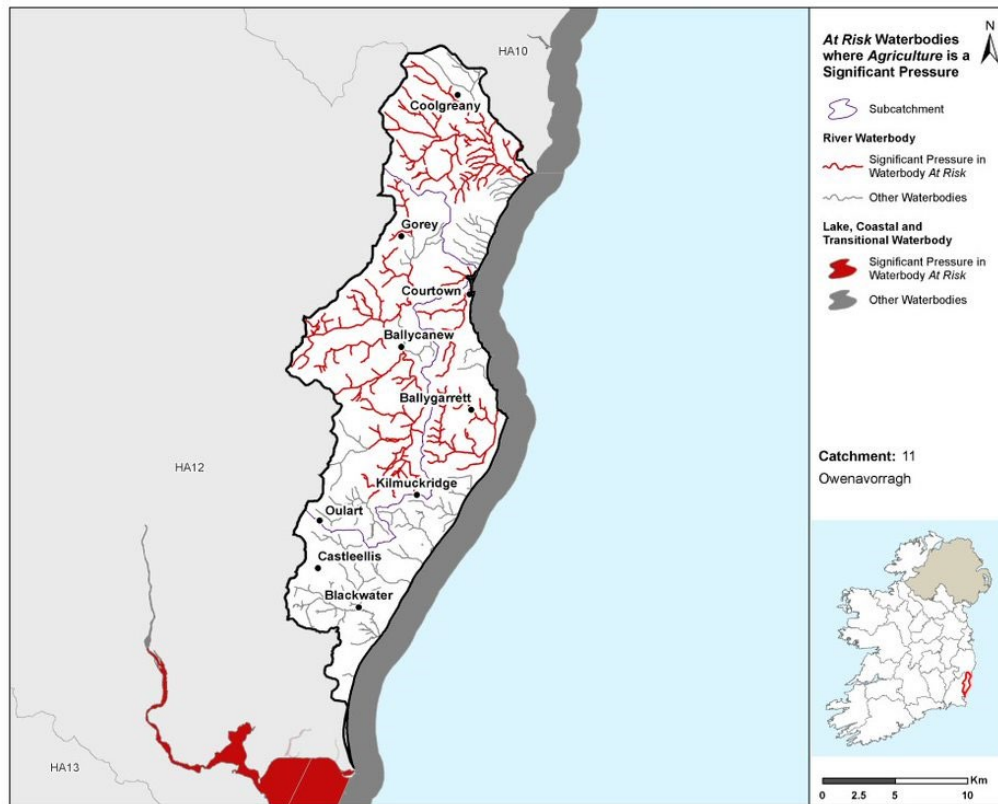 HA10
Coolgreany
Gorey
Courtown
Ballycanew
Ballygarrett
HA12
Kilmuckridge
Oulart
Castleellis
Blackwater
HA13
N
At Risk Waterbodies
where Agriculture is a
Significant Pressure
Subcatchment
River Waterbody
Significant Pressure in
Waterbody At Risk
Other Waterbodies
Lake, Coastal and
Transitional Waterbody
Significant Pressure in
Waterbody At Risk
Other Waterbodies
Catchment: 11
Owenavorragh
Km
0 2.5 5 10